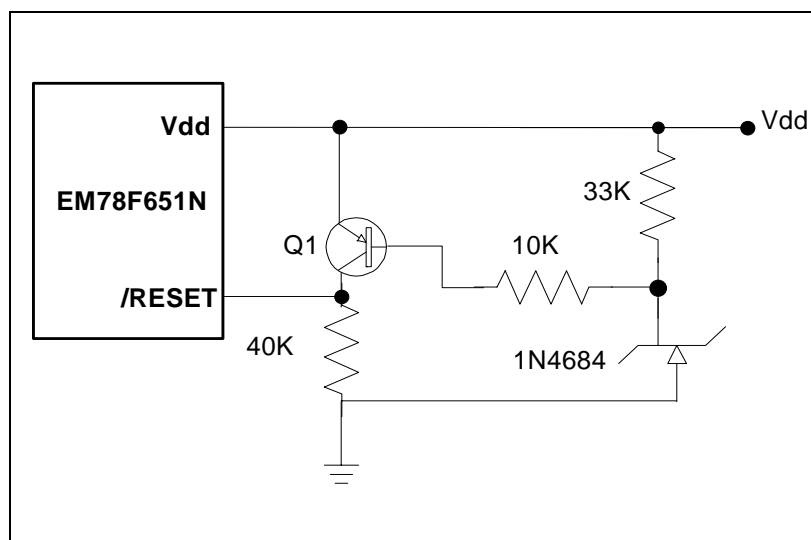 Vdd
Vdd
EM78F651N
33K
Q1
10K
/RESET
40K
1N4684